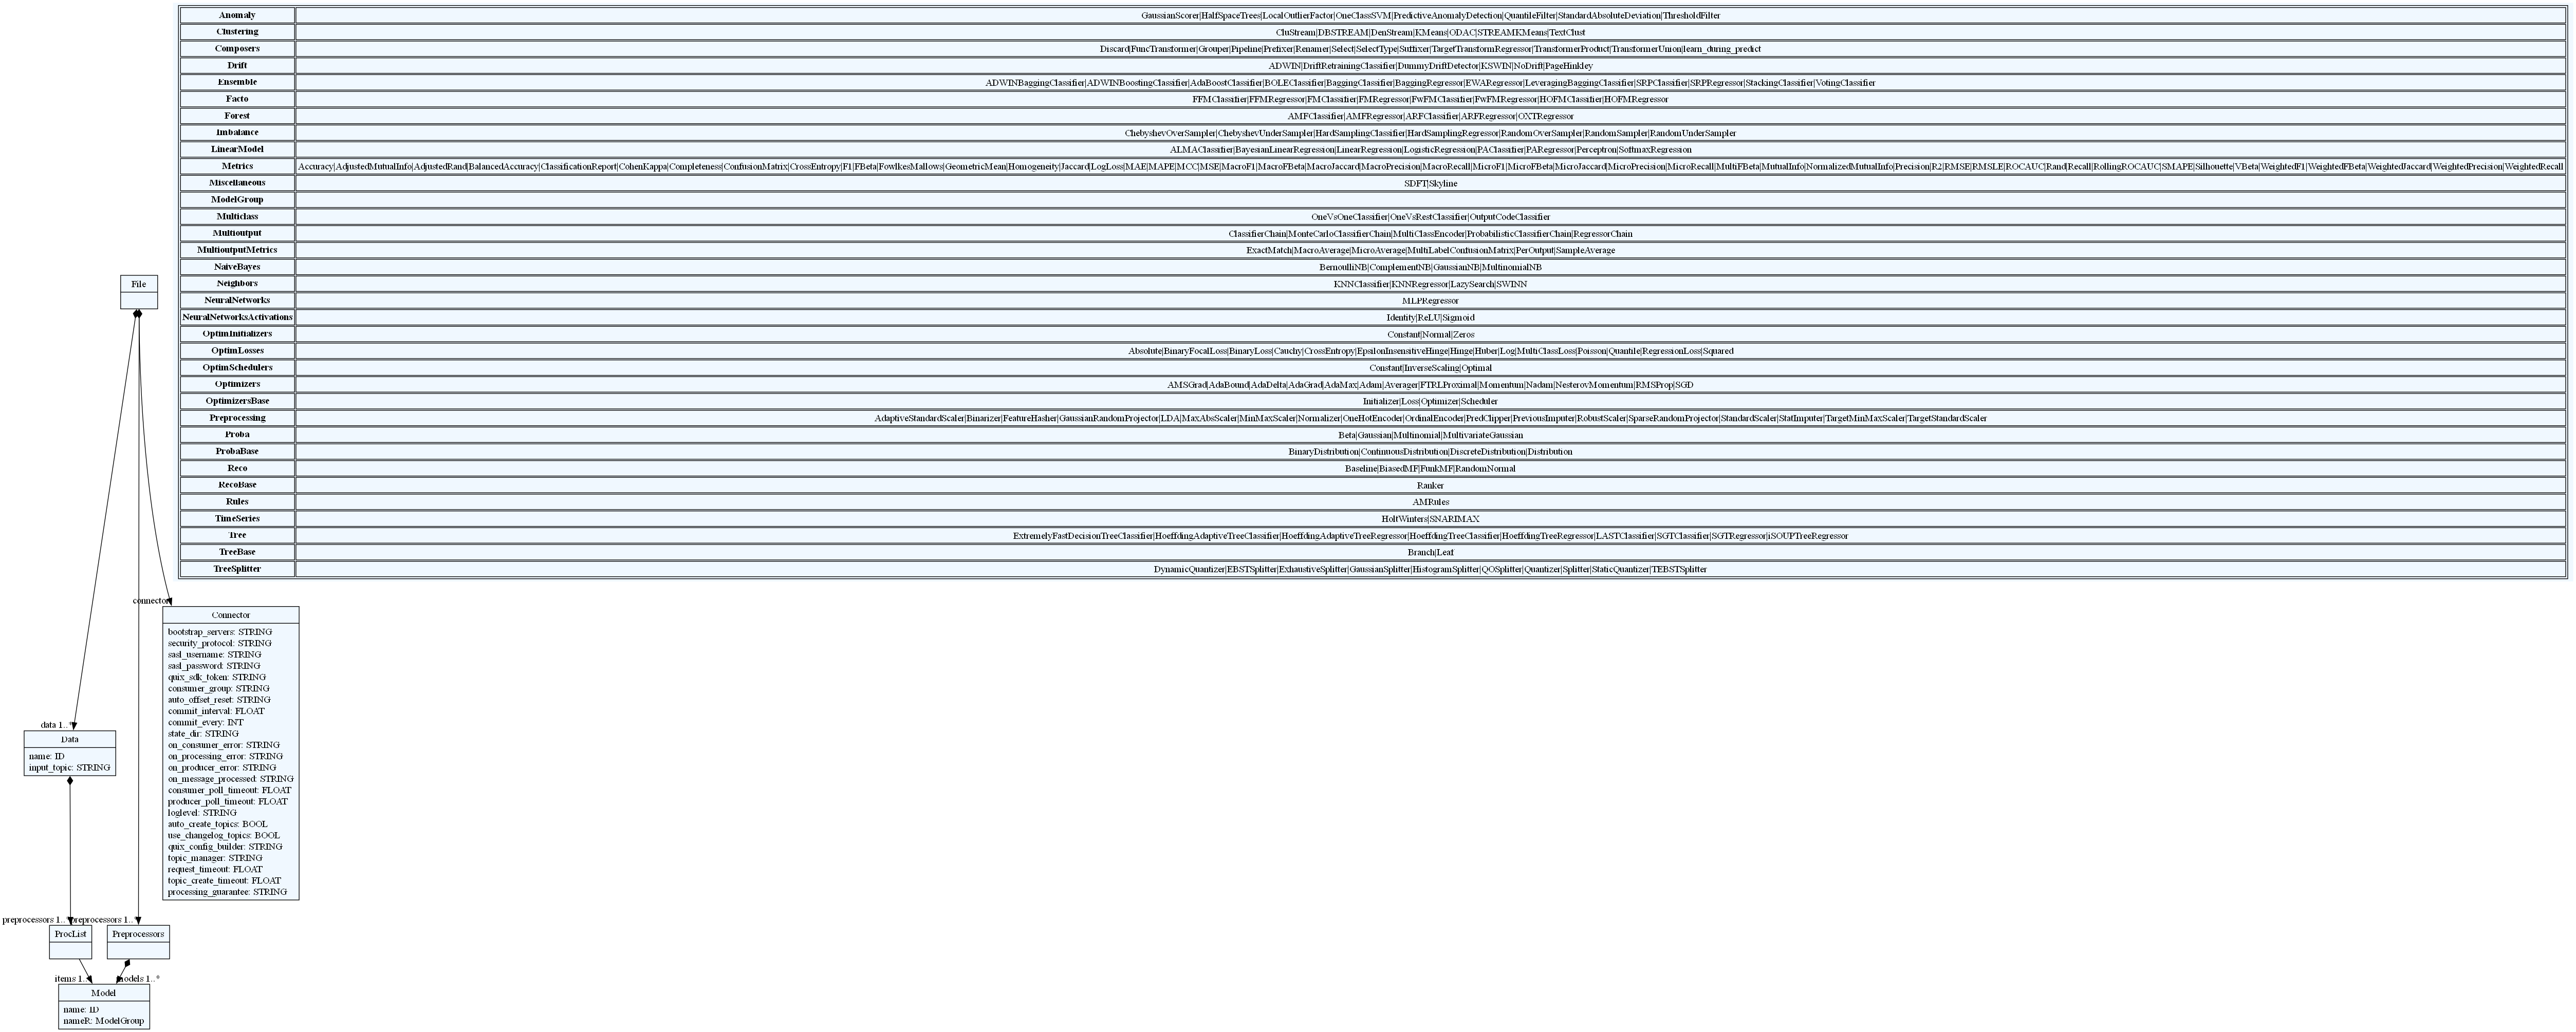 Anomaly GaussianScorer|HalfSpaceTrees|LocalOutlierFactor|OneClassSVM|PredictiveAnomalyDetection|QuantileFilter|StandardAbsoluteDeviation|ThresholdFilter
Clustering CluStream|DBSTREAM|DenStream|KMeans|ODAC|STREAMKMeans|TextClust
Composers Discard|FuncTransformer|Grouper|Pipeline|Prefixer|Renamer|Select|SelectType|Suffixer|TargetTransformRegressor|TransformerProduct|TransformerUnion|learn_during_predict
Drift ADWIN|DriftRetrainingClassifier|DummyDriftDetector|KSWIN|NoDrift|PageHinkley
Ensemble ADWINBaggingClassifier|ADWINBoostingClassifier|AdaBoostClassifier|BOLEClassifier|BaggingClassifier|BaggingRegressor|EWARegressor|LeveragingBaggingClassifier|SRPClassifier|SRPRegressor|StackingClassifier|VotingClassifier
Facto FFMClassifier|FFMRegressor|FMClassifier|FMRegressor|FwFMClassifier|FwFMRegressor|HOFMClassifier|HOFMRegressor
Forest AMFClassifier|AMFRegressor|ARFClassifier|ARFRegressor|OXTRegressor
Imbalance ChebyshevOverSampler|ChebyshevUnderSampler|HardSamplingClassifier|HardSamplingRegressor|RandomOverSampler|RandomSampler|RandomUnderSampler
LinearModel ALMAClassifier|BayesianLinearRegression|LinearRegression|LogisticRegression|PAClassifier|PARegressor|Perceptron|SoftmaxRegression
Metrics Accuracy|AdjustedMutualInfo|AdjustedRand|BalancedAccuracy|ClassificationReport|CohenKappa|Completeness|ConfusionMatrix|CrossEntropy|F1|FBeta|FowlkesMallows|GeometricMean|Homogeneity|Jaccard|LogLoss|MAE|MAPE|MCC|MSE|MacroF1|MacroFBeta|MacroJaccard|MacroPrecision|MacroRecall|MicroF1|MicroFBeta|MicroJaccard|MicroPrecision|MicroRecall|MultiFBeta|MutualInfo|NormalizedMutualInfo|Precision|R2|RMSE|RMSLE|ROCAUC|Rand|Recall|RollingROCAUC|SMAPE|Silhouette|VBeta|WeightedF1|WeightedFBeta|WeightedJaccard|WeightedPrecision|WeightedRecall
Miscellaneous SDFT|Skyline
ModelGroup
Multiclass OneVsOneClassifier|OneVsRestClassifier|OutputCodeClassifier
Multioutput ClassifierChain|MonteCarloClassifierChain|MultiClassEncoder|ProbabilisticClassifierChain|RegressorChain
MultioutputMetrics ExactMatch|MacroAverage|MicroAverage|MultiLabelConfusionMatrix|PerOutput|SampleAverage
NaiveBayes BernoulliNB|ComplementNB|GaussianNB|MultinomialNB
Neighbors KNNClassifier|KNNRegressor|LazySearch|SWINN
NeuralNetworks MLPRegressor
NeuralNetworksActivations Identity|ReLU|Sigmoid
OptimInitializers Constant|Normal|Zeros
OptimLosses Absolute|BinaryFocalLoss|BinaryLoss|Cauchy|CrossEntropy|EpsilonInsensitiveHinge|Hinge|Huber|Log|MultiClassLoss|Poisson|Quantile|RegressionLoss|Squared
OptimSchedulers Constant|InverseScaling|Optimal
Optimizers AMSGrad|AdaBound|AdaDelta|AdaGrad|AdaMax|Adam|Averager|FTRLProximal|Momentum|Nadam|NesterovMomentum|RMSProp|SGD
OptimizersBase Initializer|Loss|Optimizer|Scheduler
Preprocessing AdaptiveStandardScaler|Binarizer|FeatureHasher|GaussianRandomProjector|LDA|MaxAbsScaler|MinMaxScaler|Normalizer|OneHotEncoder|OrdinalEncoder|PredClipper|PreviousImputer|RobustScaler|SparseRandomProjector|StandardScaler|StatImputer|TargetMinMaxScaler|TargetStandardScaler
Proba Beta|Gaussian|Multinomial|MultivariateGaussian
ProbaBase BinaryDistribution|ContinuousDistribution|DiscreteDistribution|Distribution
Reco Baseline|BiasedMF|FunkMF|RandomNormal
RecoBase Ranker
Rules AMRules
TimeSeries HoltWinters|SNARIMAX
Tree ExtremelyFastDecisionTreeClassifier|HoeffdingAdaptiveTreeClassifier|HoeffdingAdaptiveTreeRegressor|HoeffdingTreeClassifier|HoeffdingTreeRegressor|LASTClassifier|SGTClassifier|SGTRegressor|iSOUPTreeRegressor
TreeBase Branch|Leaf
TreeSplitter DynamicQuantizer|EBSTSplitter|ExhaustiveSplitter|GaussianSplitter|HistogramSplitter|QOSplitter|Quantizer|Splitter|StaticQuantizer|TEBSTSplitter
File
connector
Connector
bootstrap_servers: STRING
security_protocol: STRING
sasl_username: STRING
sasl_password: STRING
quix_sdk_token: STRING
consumer_group: STRING
auto_offset_reset: STRING
commit_interval: FLOAT
commit_every: INT
state_dir: STRING
on_consumer_error: STRING
on_processing_error: STRING
on_producer_error: STRING
on_message_processed: STRING
consumer_poll_timeout: FLOAT
producer_poll_timeout: FLOAT
loglevel: STRING
auto_create_topics: BOOL
use_changelog_topics: BOOL
quix_config_builder: STRING
topic_manager: STRING
request_timeout: FLOAT
topic_create_timeout: FLOAT
processing_guarantee: STRING
data 1..*
Data
name: ID
input_topic: STRING
preprocessors 1.. preprocessors 1..
ProcList
Preprocessors
items 1.. models 1..*
Model
name: ID
nameR: ModelGroup